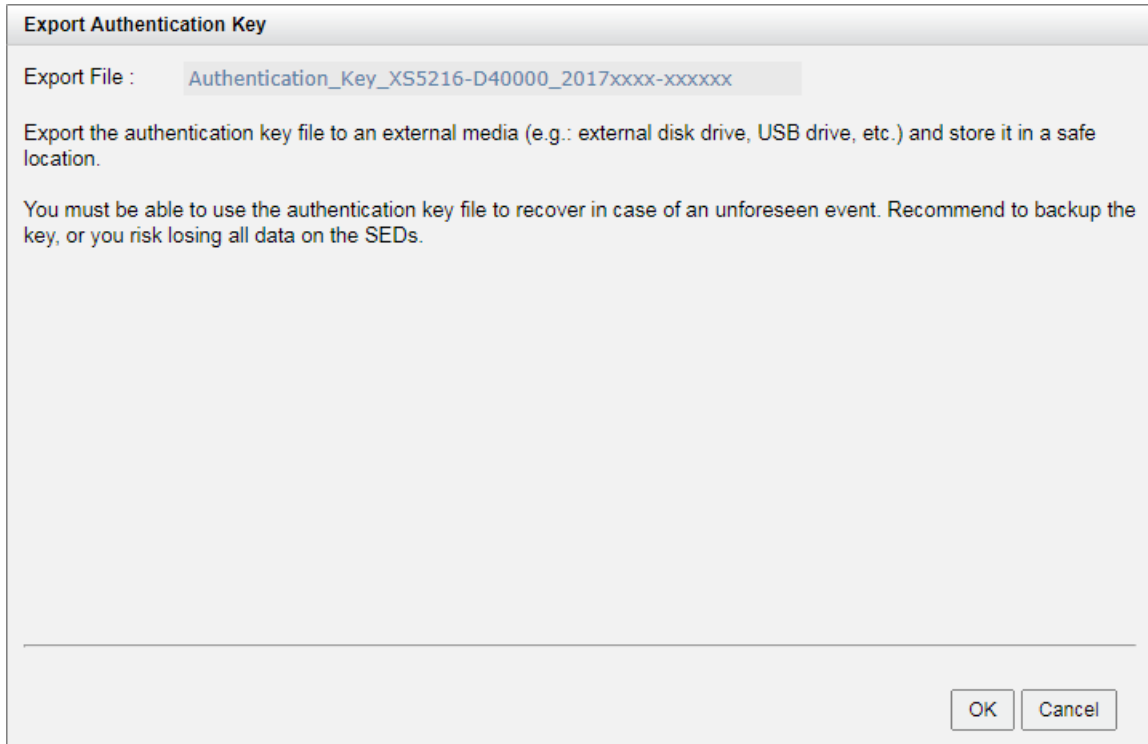 Export Authentication Key
Export File : Authentication_Key_XS5216-D40000_2017xxxx-xxxxxx
Export the authentication key file to an external media (e.g.: external disk drive, USB drive, etc.) and store it in a safe
location.
You must be able to use the authentication key file to recover in case of an unforeseen event. Recommend to backup the
key, or you risk losing all data on the SEDs.
OK Cancel